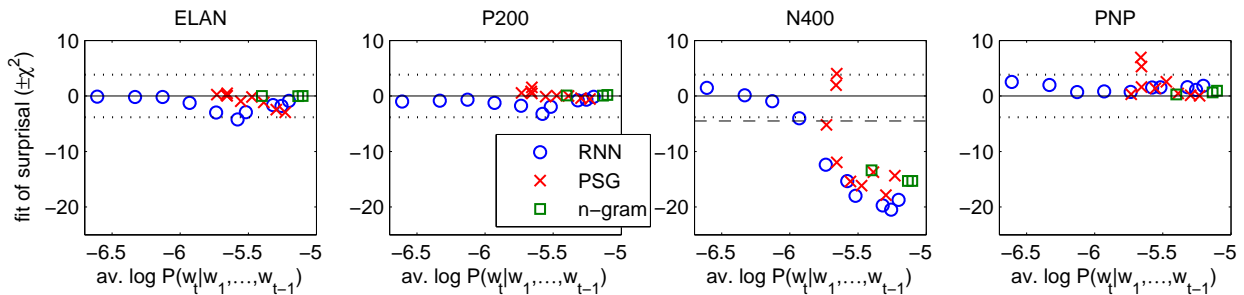 ELAN P200 N400 PNP
fit of surprisal (±χ²)
10 10 10 10
0 0 0 0
−10 −10 −10 −10
−20 −20 −20 −20
RNN
PSG
n−gram
−6.5 −6 −5.5 −5 −6.5 −6 −5.5 −5 −6.5 −6 −5.5 −5 −6.5 −6 −5.5 −5
av. log P(w_t|w_1,…,w_{t−1}) av. log P(w_t|w_1,…,w_{t−1}) av. log P(w_t|w_1,…,w_{t−1}) av. log P(w_t|w_1,…,w_{t−1})